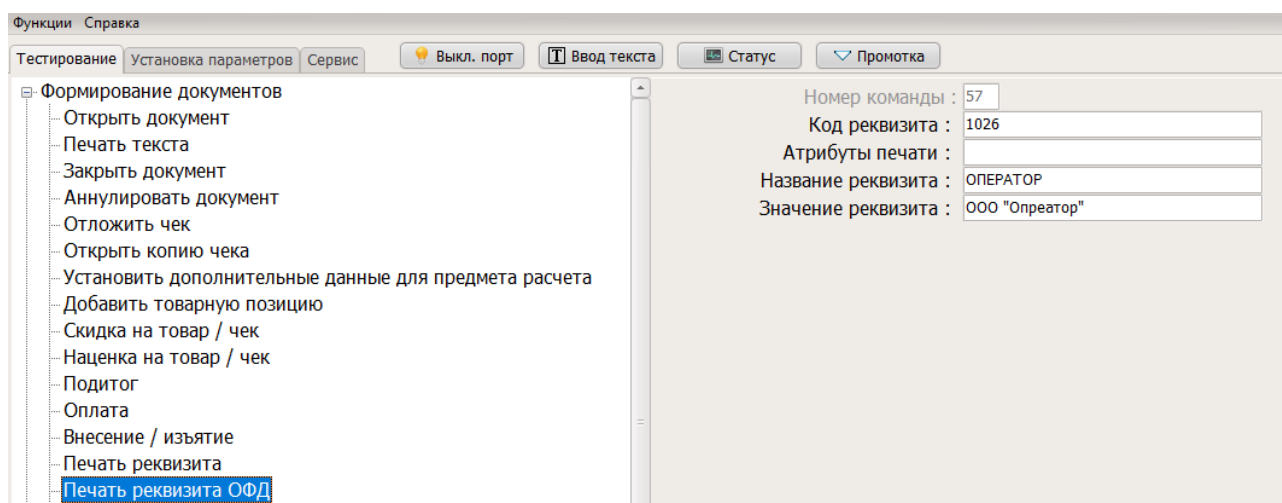 Функции Справка
Тестирование Установка параметров Сервис Выкл. порт Ввод текста Статус Промотка
Формирование документов
Открыть документ
Печать текста
Закрыть документ
Аннулировать документ
Отложить чек
Открыть копию чека
Установить дополнительные данные для предмета расчета
Добавить товарную позицию
Скидка на товар / чек
Наценка на товар / чек
Подитог
Оплата
Внесение / изъятие
Печать реквизита
Печать реквизита ОФД
Номер команды : 57
Код реквизита : 1026
Атрибуты печати :
Название реквизита : ОПЕРАТОР
Значение реквизита : ООО "Опреатор"